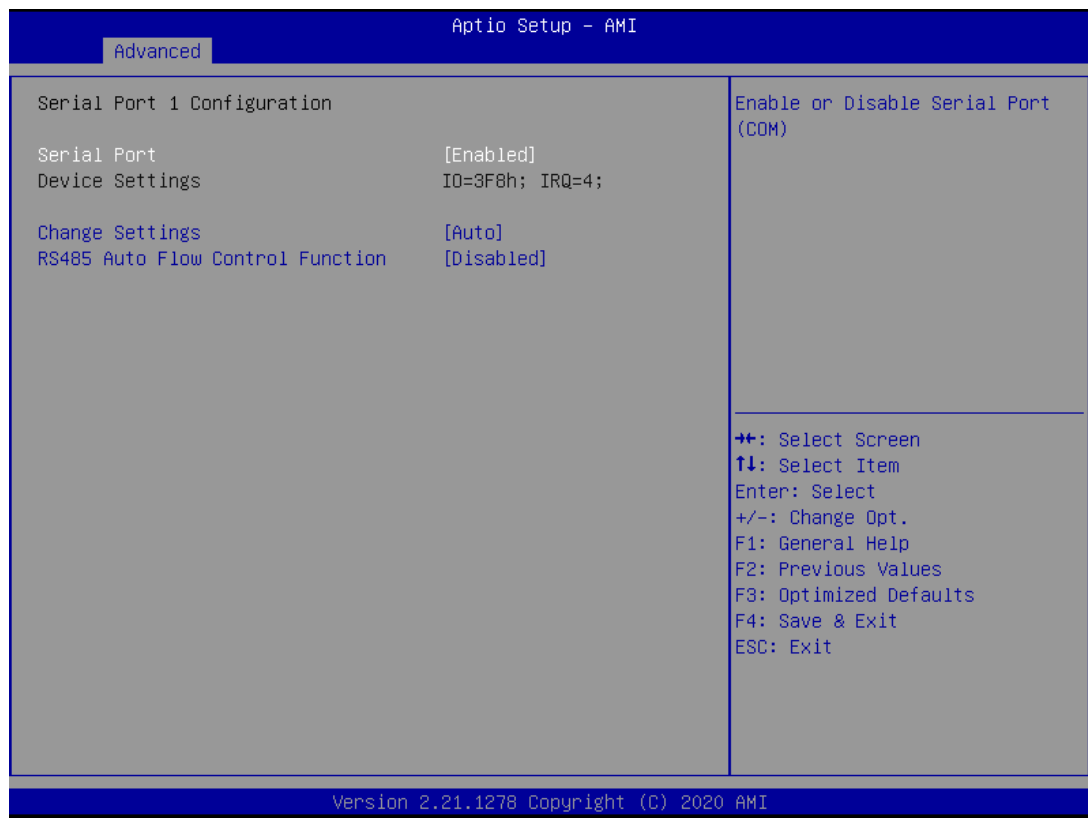 Aptio Setup – AMI
Advanced
Serial Port 1 Configuration
Serial Port [Enabled]
Device Settings IO=3F8h; IRQ=4;
Change Settings [Auto]
RS485 Auto Flow Control Function [Disabled]
Enable or Disable Serial Port
(COM)
→←: Select Screen
↑↓: Select Item
Enter: Select
+/-: Change Opt.
F1: General Help
F2: Previous Values
F3: Optimized Defaults
F4: Save & Exit
ESC: Exit
Version 2.21.1278 Copyright (C) 2020 AMI